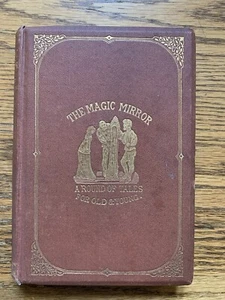 THE MAGIC MIRROR
A ROUND OF TALES
FOR OLD & YOUNG.